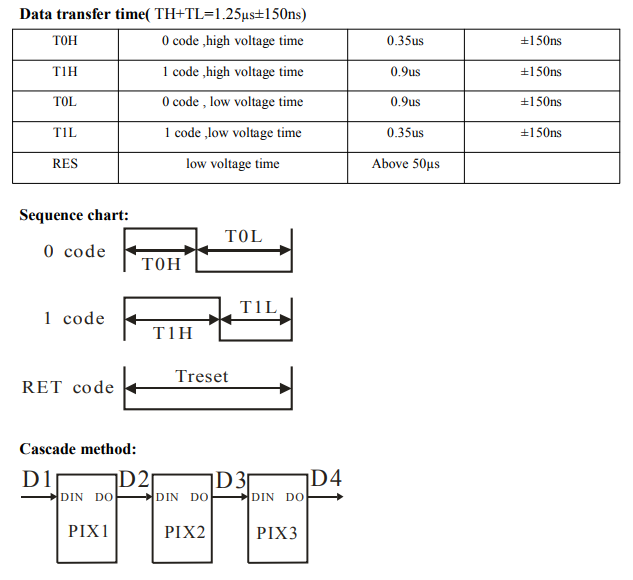 Data transfer time( TH+TL=1.25μs±150ns)
T0H 0 code ,high voltage time 0.35us ±150ns
T1H 1 code ,high voltage time 0.9us ±150ns
T0L 0 code , low voltage time 0.9us ±150ns
T1L 1 code ,low voltage time 0.35us ±150ns
RES low voltage time Above 50μs
Sequence chart:
0 code T0H T0L
1 code T1H T1L
RET code Treset
Cascade method:
D1 D2 D3 D4
DIN DO DIN DO DIN DO
PIX1 PIX2 PIX3